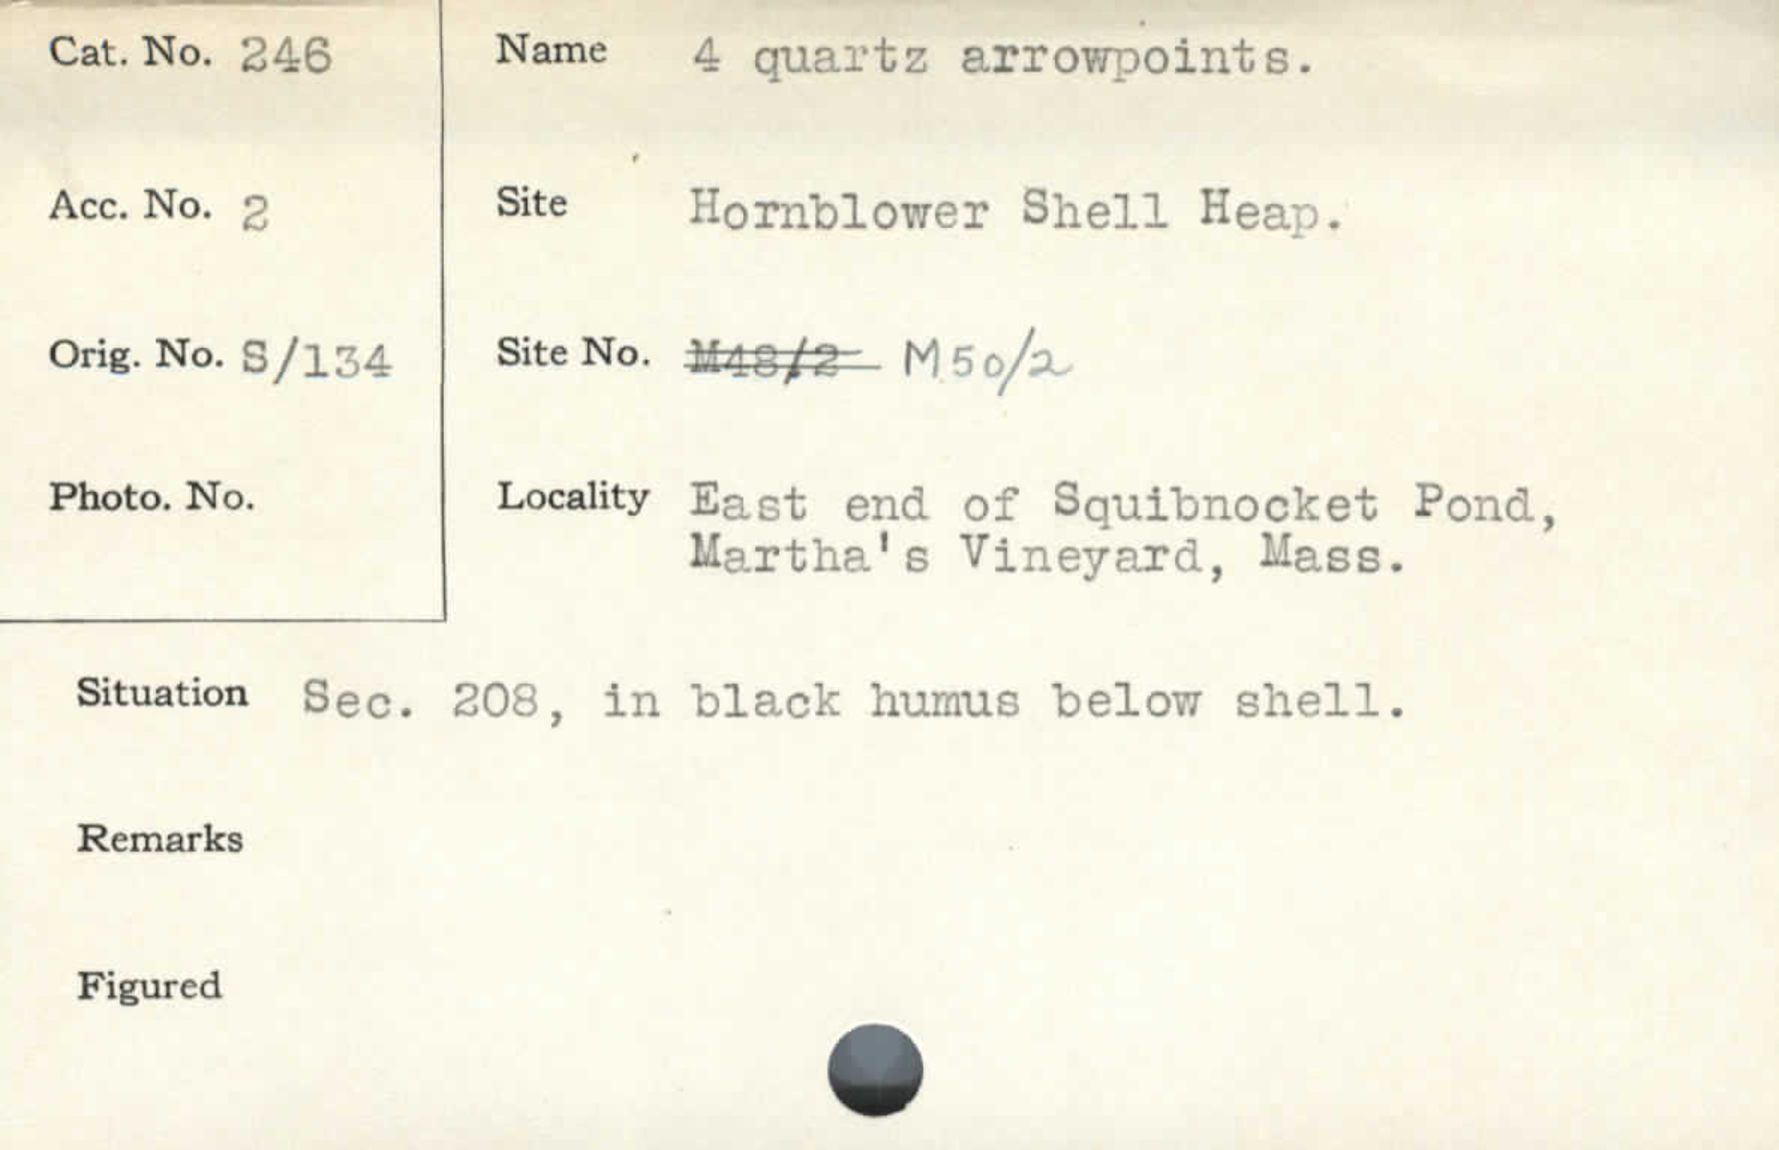 Cat. No. 246
Name 4 quartz arrowpoints.
Acc. No. 2
Site Hornblower Shell Heap.
Orig. No. S/134
Site No. M48/2 M50/2
Photo. No.
Locality East end of Squibnocket Pond,
Martha's Vineyard, Mass.
Situation Sec. 208, in black humus below shell.
Remarks
Figured